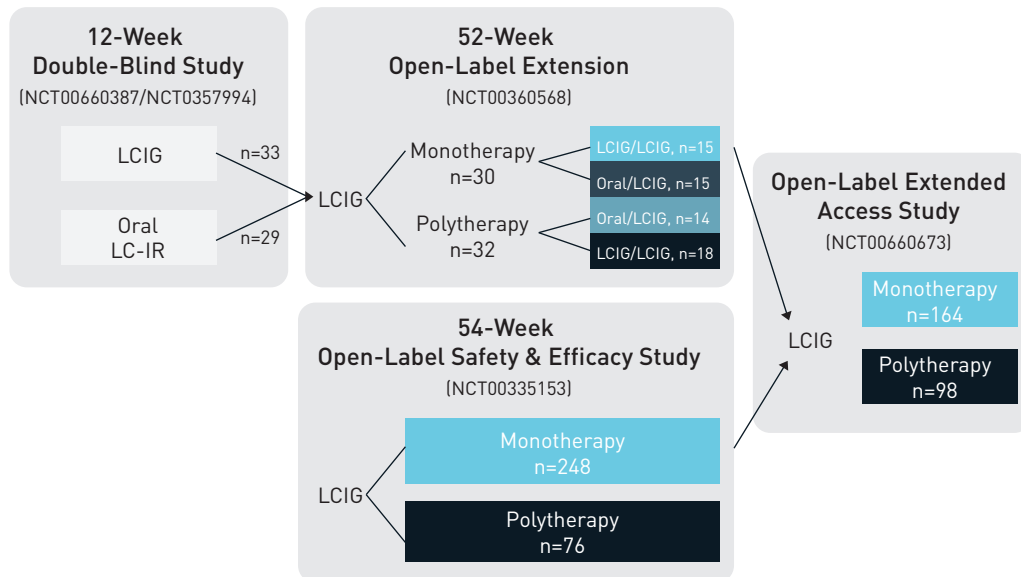 12-Week
Double-Blind Study
(NCT00660387/NCT0357994)
LCIG
n=33
Oral
LC-IR
n=29
52-Week
Open-Label Extension
(NCT00360568)
LCIG
Monotherapy
n=30
Polytherapy
n=32
LCIG/LCIG, n=15
Oral/LCIG, n=15
Oral/LCIG, n=14
LCIG/LCIG, n=18
54-Week
Open-Label Safety & Efficacy Study
(NCT00335153)
LCIG
Monotherapy
n=248
Polytherapy
n=76
Open-Label Extended
Access Study
(NCT00660673)
LCIG
Monotherapy
n=164
Polytherapy
n=98